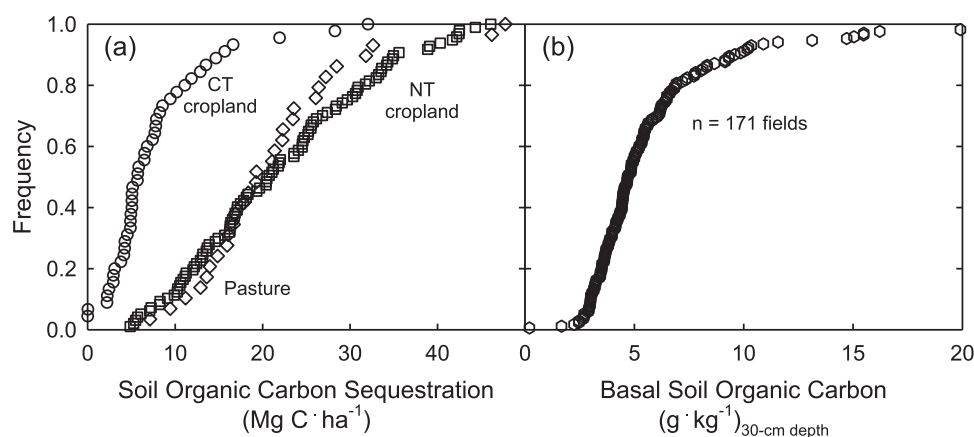 1.0
0.8
0.6
0.4
0.2
0.0
Frequency
(a)
CT
cropland
NT
cropland
Pasture
0 10 20 30 40
Soil Organic Carbon Sequestration
(Mg C · ha⁻¹)
(b)
n = 171 fields
0 5 10 15 20
Basal Soil Organic Carbon
(g · kg⁻¹)30-cm depth